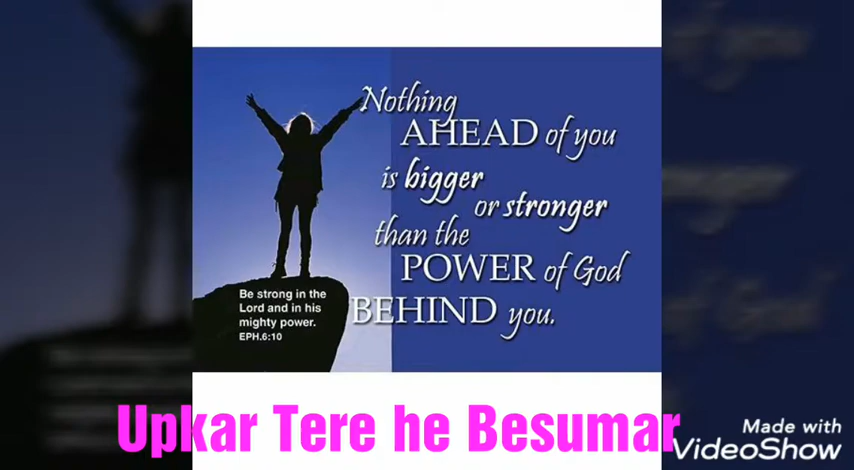 Nothing
AHEAD of you
is bigger
or stronger
than the
POWER of God
BEHIND you.
Be strong in the
Lord and in his
mighty power.
EPH.6:10
Upkar Tere he Besumar
Made with
VideoShow